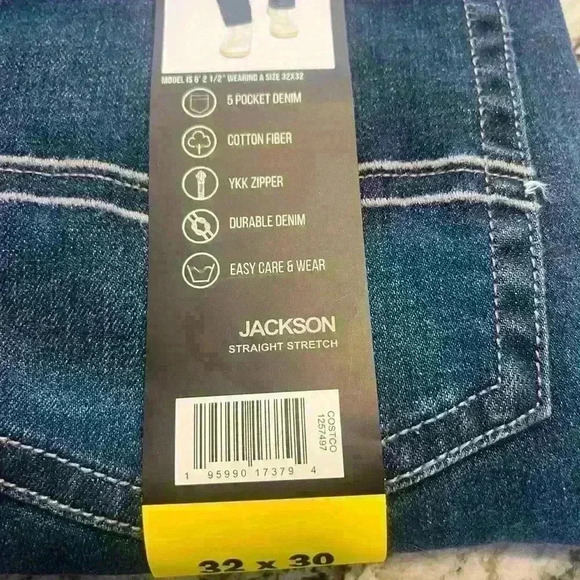 MODEL IS 6' 2 1/2" WEARING A SIZE 32X32
5 POCKET DENIM
COTTON FIBER
YKK ZIPPER
DURABLE DENIM
EASY CARE & WEAR
JACKSON
STRAIGHT STRETCH
COSTCO
1257497
1 95990 17379 4
32 x 30